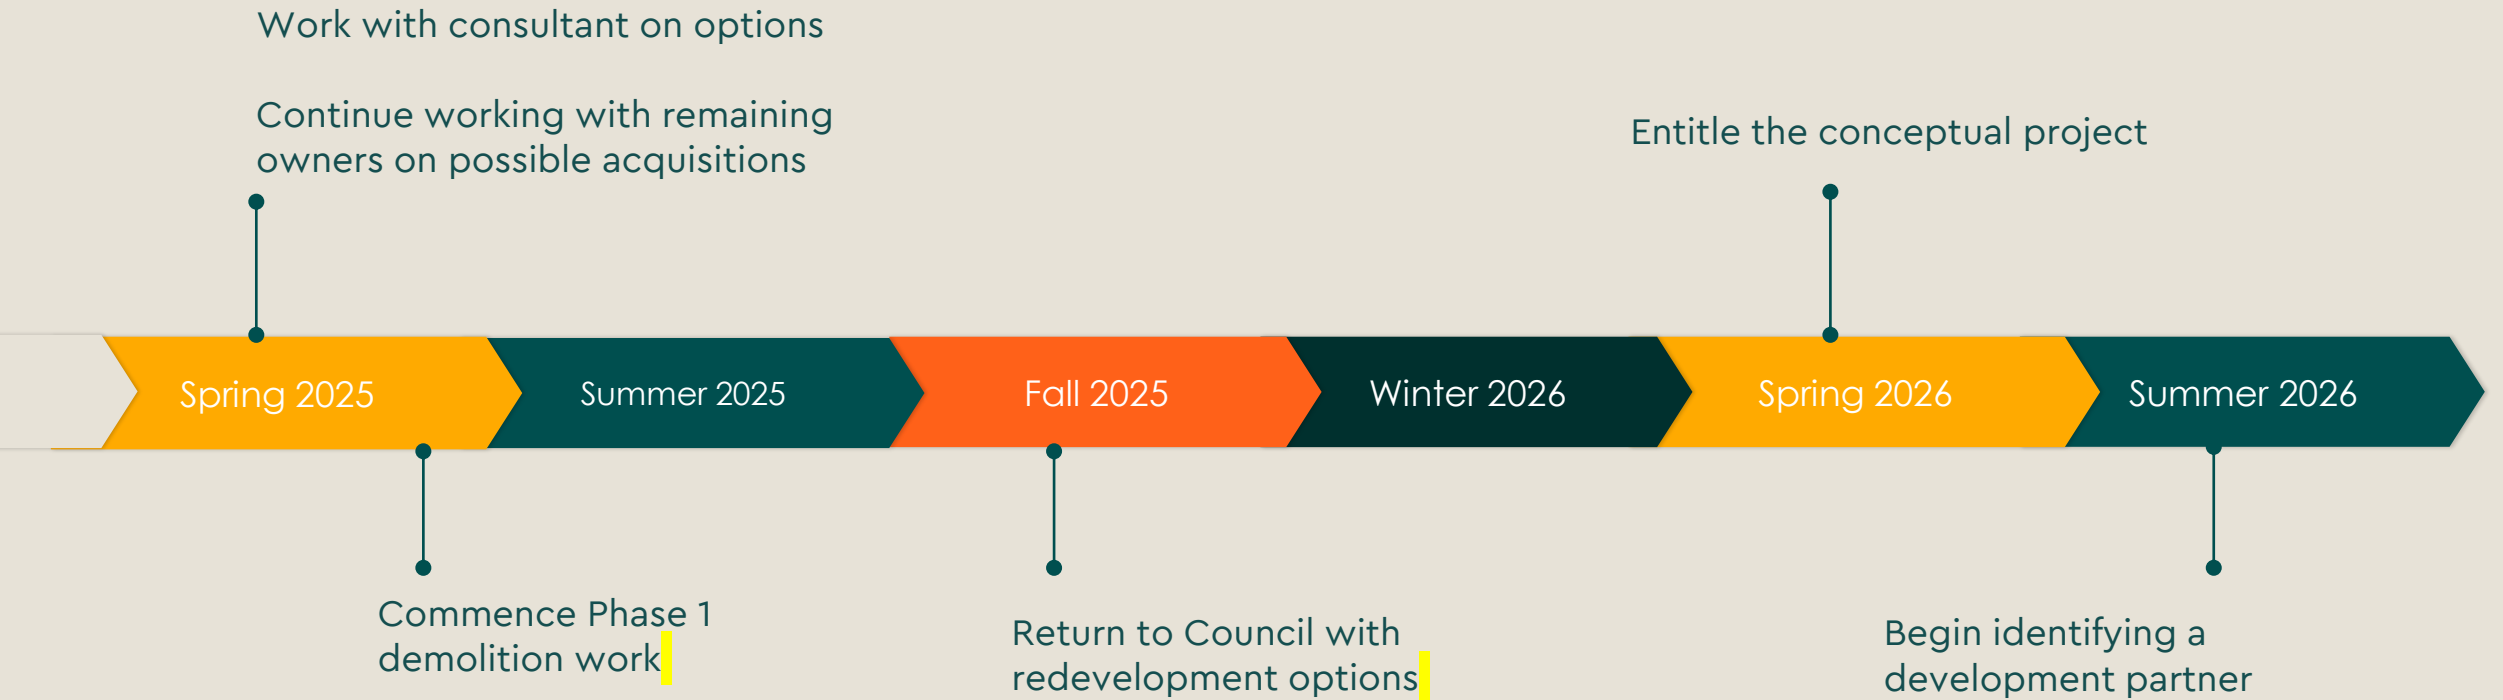 Work with consultant on options
Continue working with remaining
owners on possible acquisitions
Entitle the conceptual project
Spring 2025
Summer 2025
Fall 2025
Winter 2026
Spring 2026
Summer 2026
Commence Phase 1
demolition work
Return to Council with
redevelopment options
Begin identifying a
development partner